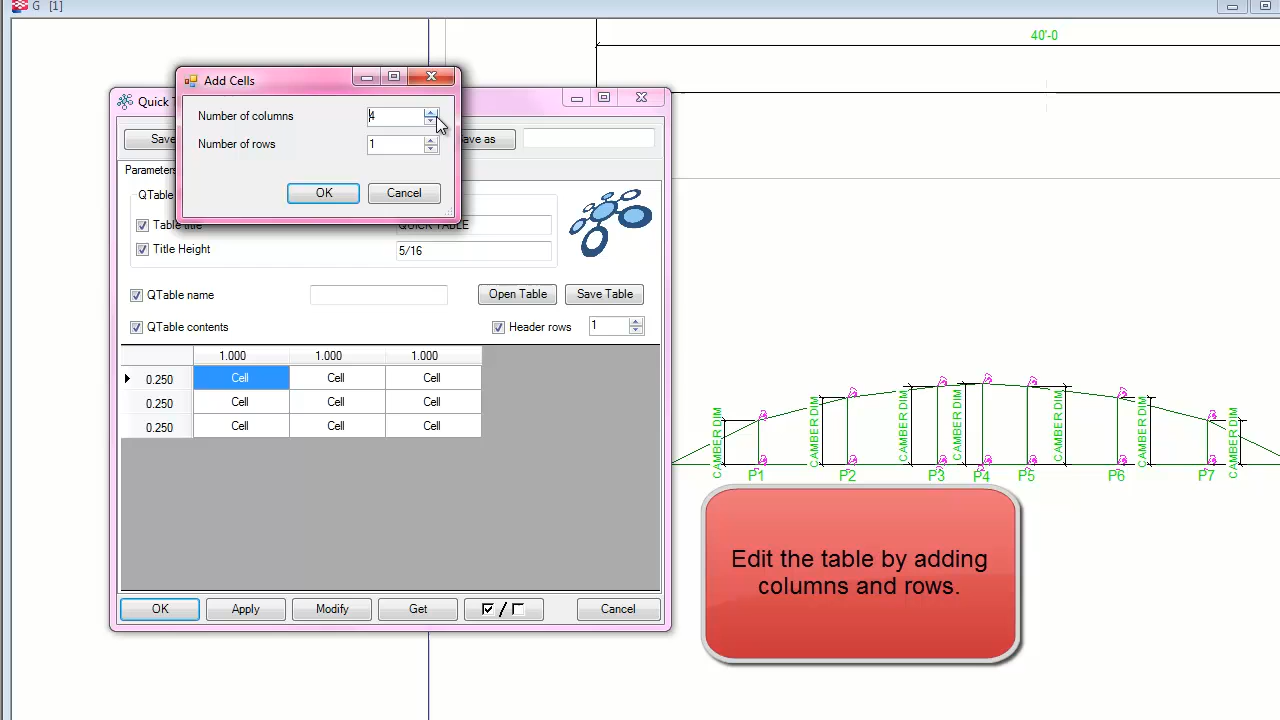 G [1]
40'-0
Add Cells
Number of columns
4
Number of rows
1
OK
Cancel
Quick T
Save
ave as
Parameters
QTable
Table title
QUICK TABLE
Title Height
5/16
QTable name
Open Table
Save Table
QTable contents
Header rows
1
1.000 1.000 1.000
0.250 Cell Cell Cell
0.250 Cell Cell Cell
0.250 Cell Cell Cell
OK Apply Modify Get / Cancel
CAMBER DIM
CAMBER DIM
CAMBER DIM
CAMBER DIM
CAMBER DIM
CAMBER DIM
CAMBER DIM
P1 P2 P3 P4 P5 P6 P7
Edit the table by adding
columns and rows.